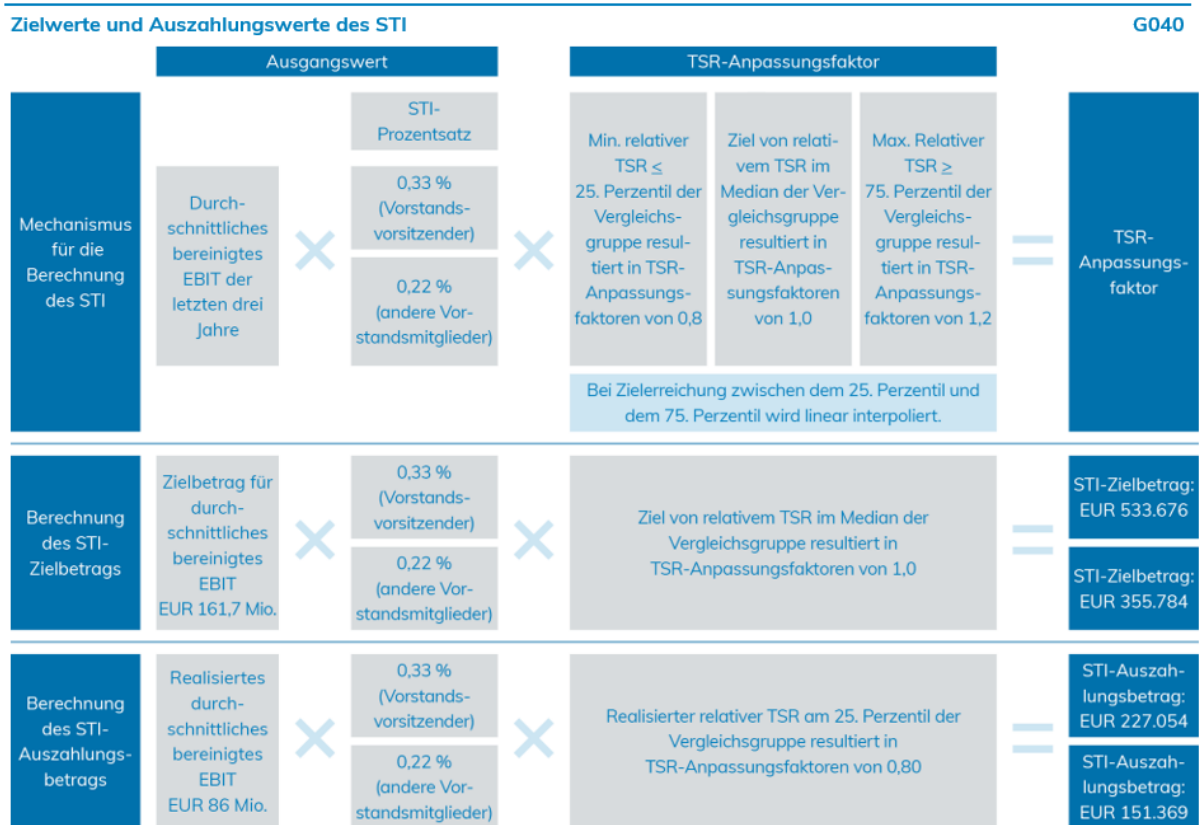 Zielwerte und Auszahlungswerte des STI
G040
Ausgangswert
TSR-Anpassungsfaktor
Mechanismus
für die
Berechnung
des STI
Durch-
schnittliches
bereinigtes
EBIT der
letzten drei
Jahre
STI-
Prozentsatz
0,33 %
(Vorstands-
vorsitzender)
0,22 %
(andere Vor-
standsmitglieder)
Min. relativer
TSR ≤
25. Perzentil der
Vergleichs-
gruppe resul-
tiert in TSR-
Anpassungs-
faktoren von 0,8
Ziel von relati-
vem TSR im
Median der Ver-
gleichsgruppe
resultiert in
TSR-Anpas-
sungsfaktoren
von 1,0
Max. Relativer
TSR ≥
75. Perzentil der
Vergleichs-
gruppe resul-
tiert in TSR-
Anpassungs-
faktoren von 1,2
Bei Zielerreichung zwischen dem 25. Perzentil und
dem 75. Perzentil wird linear interpoliert.
TSR-
Anpassungs-
faktor
Berechnung
des STI-
Zielbetrags
Zielbetrag für
durch-
schnittliches
bereinigtes
EBIT
EUR 161,7 Mio.
0,33 %
(Vorstands-
vorsitzender)
0,22 %
(andere Vor-
standsmitglieder)
Ziel von relativem TSR im Median der
Vergleichsgruppe resultiert in
TSR-Anpassungsfaktoren von 1,0
STI-Zielbetrag:
EUR 533.676
STI-Zielbetrag:
EUR 355.784
Berechnung
des STI-
Auszahlungs-
betrags
Realisiertes
durch-
schnittliches
bereinigtes
EBIT
EUR 86 Mio.
0,33 %
(Vorstands-
vorsitzender)
0,22 %
(andere Vor-
standsmitglieder)
Realisierter relativer TSR am 25. Perzentil der
Vergleichsgruppe resultiert in
TSR-Anpassungsfaktoren von 0,80
STI-Auszah-
lungsbetrag:
EUR 227.054
STI-Auszah-
lungsbetrag:
EUR 151.369